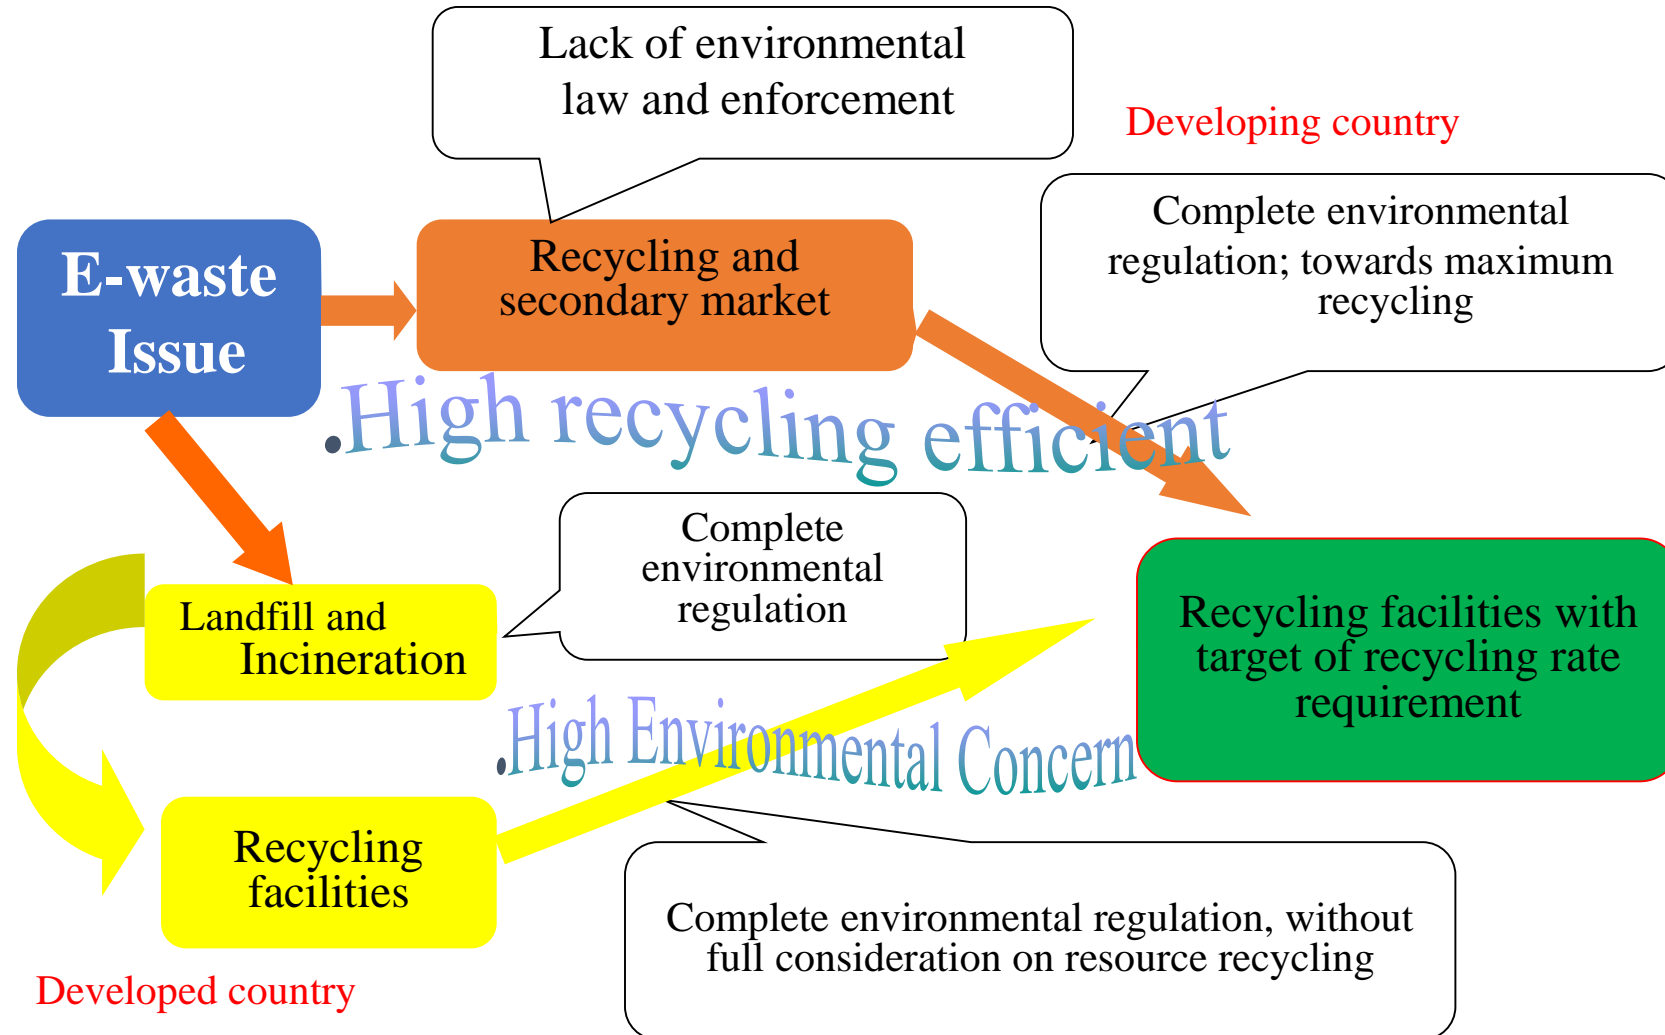 Lack of environmental
law and enforcement
Developing country
Complete environmental
regulation; towards maximum
recycling
E-waste
Issue
Recycling and
secondary market
.High recycling efficient
Complete
environmental
regulation
Landfill and
Incineration
Recycling facilities with
target of recycling rate
requirement
.High Environmental Concern
Recycling
facilities
Complete environmental regulation, without
full consideration on resource recycling
Developed country